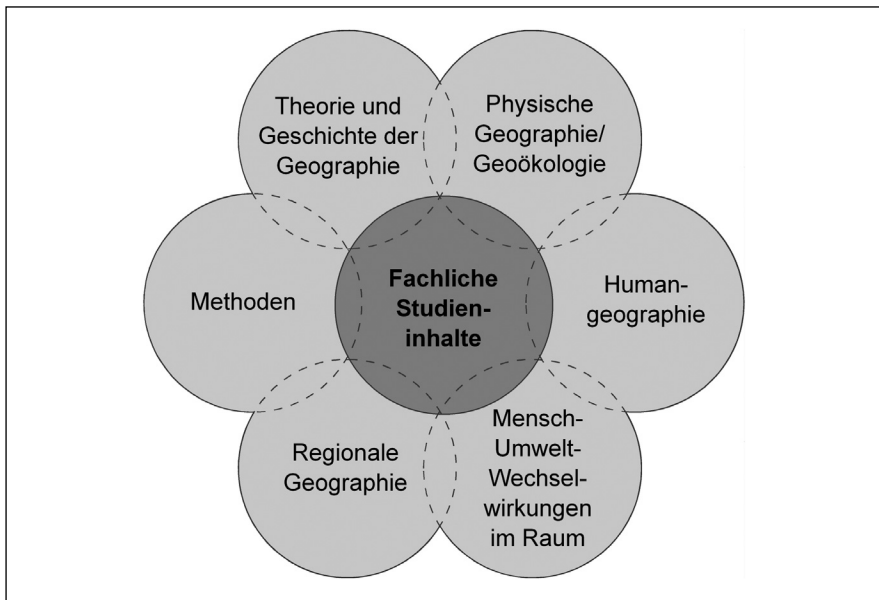 Theorie und
Geschichte der
Geographie
Physische
Geographie/
Geoökologie
Methoden
Fachliche
Studien-
inhalte
Human-
geographie
Regionale
Geographie
Mensch-
Umwelt-
Wechsel-
wirkungen
im Raum